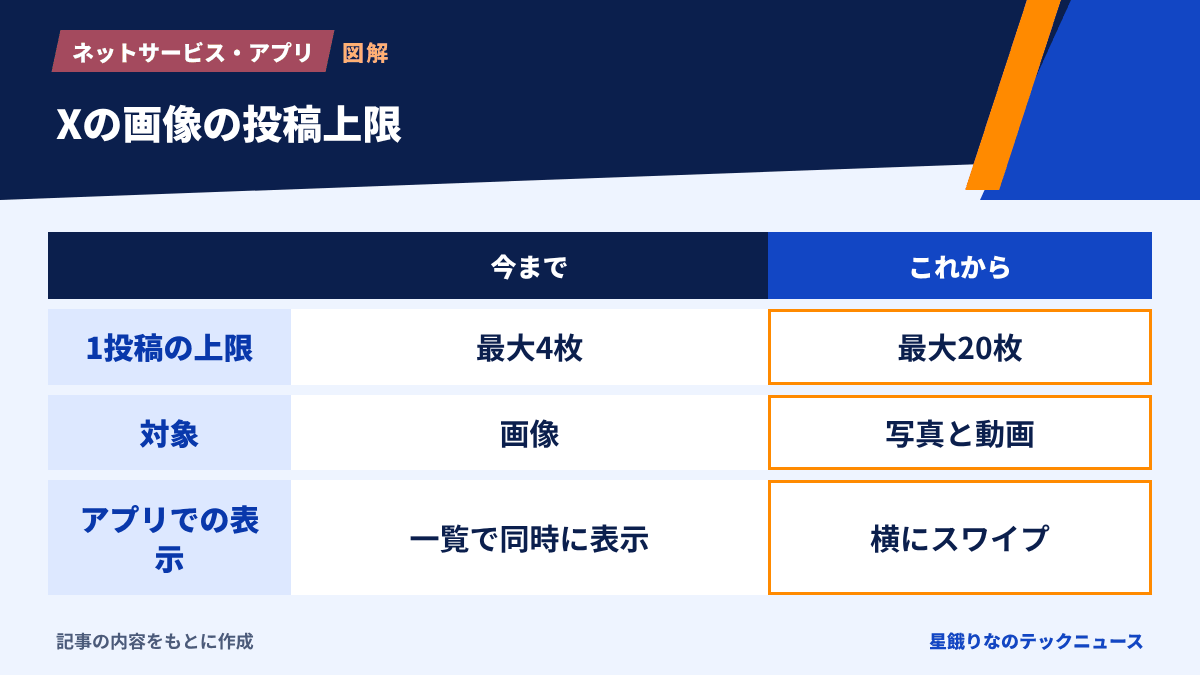 ネットサービス・アプリ 図解
Xの画像の投稿上限
今まで これから
1投稿の上限 最大4枚 最大20枚
対象 画像 写真と動画
アプリでの表
示 一覧で同時に表示 横にスワイプ
記事の内容をもとに作成 星餓りなのテックニュース